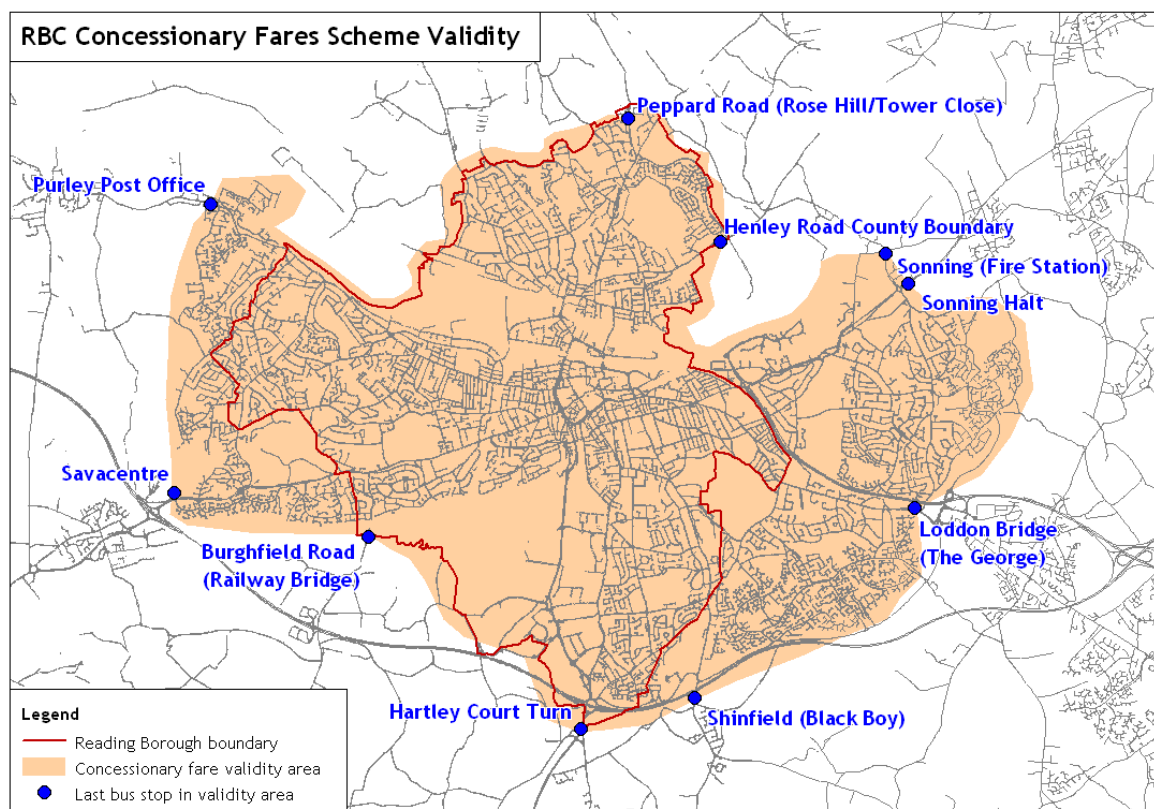 RBC Concessionary Fares Scheme Validity
Peppard Road (Rose Hill/Tower Close)
Purley Post Office
Henley Road County Boundary
Sonning (Fire Station)
Sonning Halt
Savacentre
Burghfield Road
(Railway Bridge)
Loddon Bridge
(The George)
Hartley Court Turn
Shinfield (Black Boy)
Legend
Reading Borough boundary
Concessionary fare validity area
Last bus stop in validity area